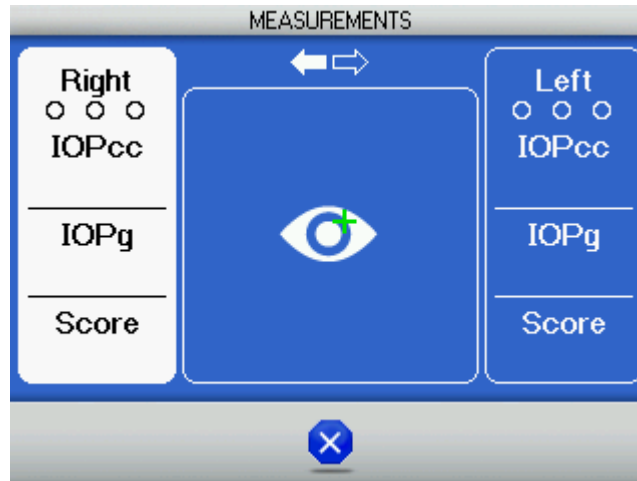 MEASUREMENTS
Right
IOPcc
IOPg
Score
Left
IOPcc
IOPg
Score